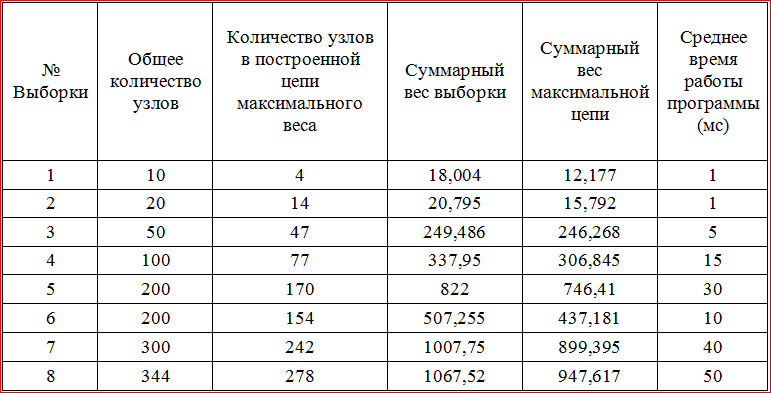 № Выборки | Общее количество узлов | Количество узлов в построенной цепи максимального веса | Суммарный вес выборки | Суммарный вес максимальной цепи | Среднее время работы программы (мс)
1 | 10 | 4 | 18,004 | 12,177 | 1
2 | 20 | 14 | 20,795 | 15,792 | 1
3 | 50 | 47 | 249,486 | 246,268 | 5
4 | 100 | 77 | 337,95 | 306,845 | 15
5 | 200 | 170 | 822 | 746,41 | 30
6 | 200 | 154 | 507,255 | 437,181 | 10
7 | 300 | 242 | 1007,75 | 899,395 | 40
8 | 344 | 278 | 1067,52 | 947,617 | 50